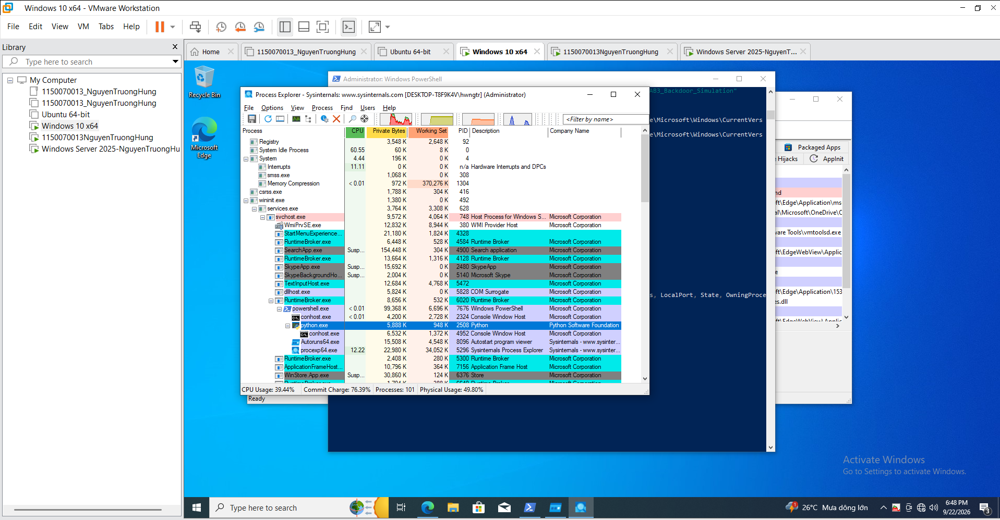 Windows 10 x64 - VMware Workstation
File Edit View VM Tabs Help
Library
Type here to search
My Computer
1150070013_NguyenTruongHung
1150070013_NguyenTruongHung
Ubuntu 64-bit
Windows 10 x64
1150070013NguyenTruongHung
Windows Server 2025-NguyenTruongHu
Home
1150070013_NguyenTruongHung
Ubuntu 64-bit
Windows 10 x64
1150070013NguyenTruongHung
Windows Server 2025-NguyenT...
Recycle Bin
Microsoft
Edge
Administrator: Windows PowerShell
AB3_Backdoor_Simulation"
e\Microsoft\Windows\CurrentVers
e\Microsoft\Windows\CurrentVers
s, LocalPort, State, OwningProce
Process Explorer - Sysinternals: www.sysinternals.com [DESKTOP-T8F9K4V\hwngtr] (Administrator)
File Options View Process Find Users Help
<Filter by name>
Process CPU Private Bytes Working Set PID Description Company Name
Registry 3,548 K 2,648 K 92
System Idle Process 60.55 60 K 8 K 0
System 4.44 196 K 0 K 4
Interrupts 11.11 0 K 0 K n/a Hardware Interrupts and DPCs
smss.exe 1,068 K 0 K 308
Memory Compression < 0.01 972 K 370,276 K 1304
csrss.exe 1,788 K 304 K 416
wininit.exe 1,380 K 0 K 492
services.exe 3,764 K 3,308 K 628
svchost.exe 9,572 K 4,064 K 748 Host Process for Windows S... Microsoft Corporation
WmiPrvSE.exe 12,832 K 8,944 K 380 WMI Provider Host Microsoft Corporation
StartMenuExperience... 21,180 K 1,824 K 4328
RuntimeBroker.exe 6,448 K 528 K 4584 Runtime Broker Microsoft Corporation
SearchApp.exe Susp... 154,448 K 304 K 4900 Search application Microsoft Corporation
RuntimeBroker.exe 13,664 K 1,316 K 4128 Runtime Broker Microsoft Corporation
SkypeApp.exe Susp... 15,692 K 0 K 2480 SkypeApp Microsoft Corporation
SkypeBackgroundHo... Susp... 2,004 K 0 K 5140 Microsoft Skype Microsoft Corporation
TextInputHost.exe 12,684 K 4,768 K 5472 Microsoft Corporation
dllhost.exe 5,824 K 0 K 5828 COM Surrogate Microsoft Corporation
RuntimeBroker.exe 8,656 K 532 K 6020 Runtime Broker Microsoft Corporation
powershell.exe < 0.01 99,368 K 6,696 K 7676 Windows PowerShell Microsoft Corporation
conhost.exe < 0.01 4,200 K 2,728 K 2324 Console Window Host Microsoft Corporation
python.exe 5,888 K 948 K 2508 Python Python Software Foundation
conhost.exe 6,532 K 1,372 K 4952 Console Window Host Microsoft Corporation
Autoruns64.exe 15,508 K 4,548 K 8096 Autostart program viewer Sysinternals - www.sysinter...
procexp64.exe 12.22 22,980 K 34,052 K 5296 Sysinternals Process Explorer Sysinternals - www.sysinter...
RuntimeBroker.exe 2,408 K 280 K 5300 Runtime Broker Microsoft Corporation
ApplicationFrameHost... 10,796 K 364 K 7156 Application Frame Host Microsoft Corporation
WinStore.App.exe Susp... 30,860 K 124 K 6376 Store Microsoft Corporation
CPU Usage: 39.44% Commit Charge: 76.39% Processes: 101 Physical Usage: 49.80%
Ready
Packaged Apps
e Hijacks AppInit
nd
ft\Edge\Application\ms
al\Microsoft\OneDrive\C
ware Tools\vmtoolsd.exe
ft\EdgeWebView\Applic
e
ft\Edge\Application\153
es.dll
Activate Windows
Go to Settings to activate Windows.
Type here to search
26°C Mưa dông lớn
6:48 PM
9/22/2026
3